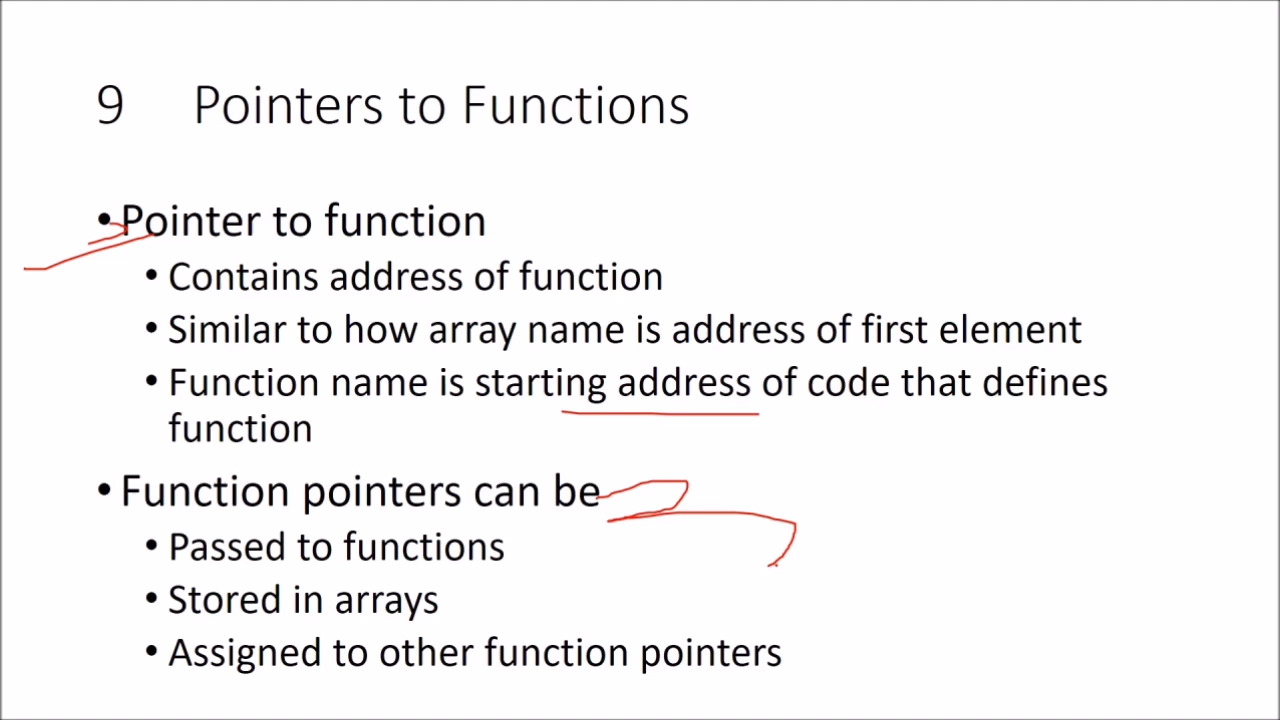 9 Pointers to Functions
• Pointer to function
• Contains address of function
• Similar to how array name is address of first element
• Function name is starting address of code that defines
function
• Function pointers can be
• Passed to functions
• Stored in arrays
• Assigned to other function pointers